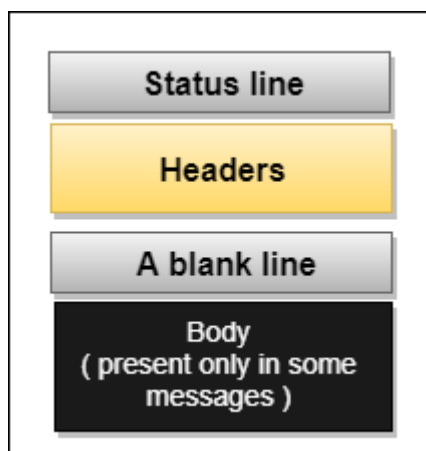 Status line
Headers
A blank line
Body
( present only in some
messages )